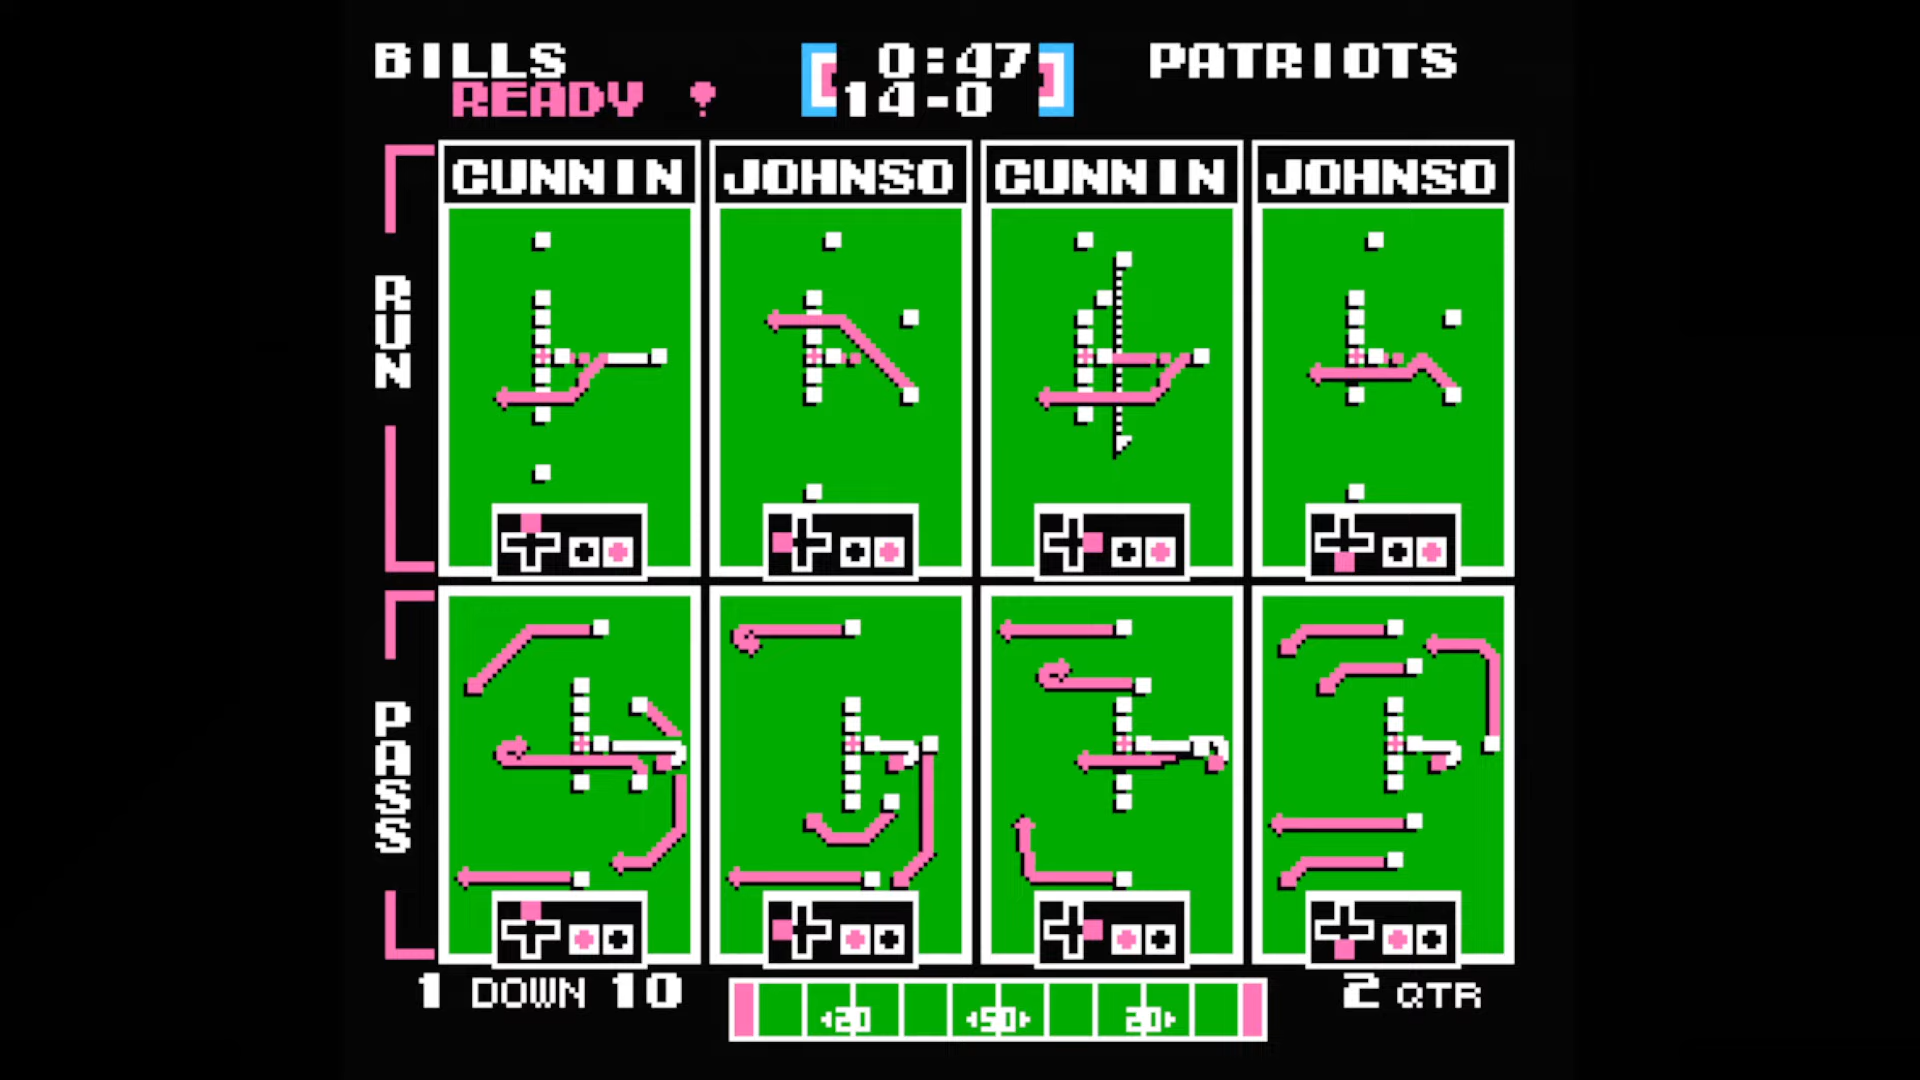 BILLS 0:47 PATRIOTS
READY ! 14-0
CUNNIN JOHNSO CUNNIN JOHNSO
RUN
PASS
1 DOWN 10
2 QTR
20 50 20